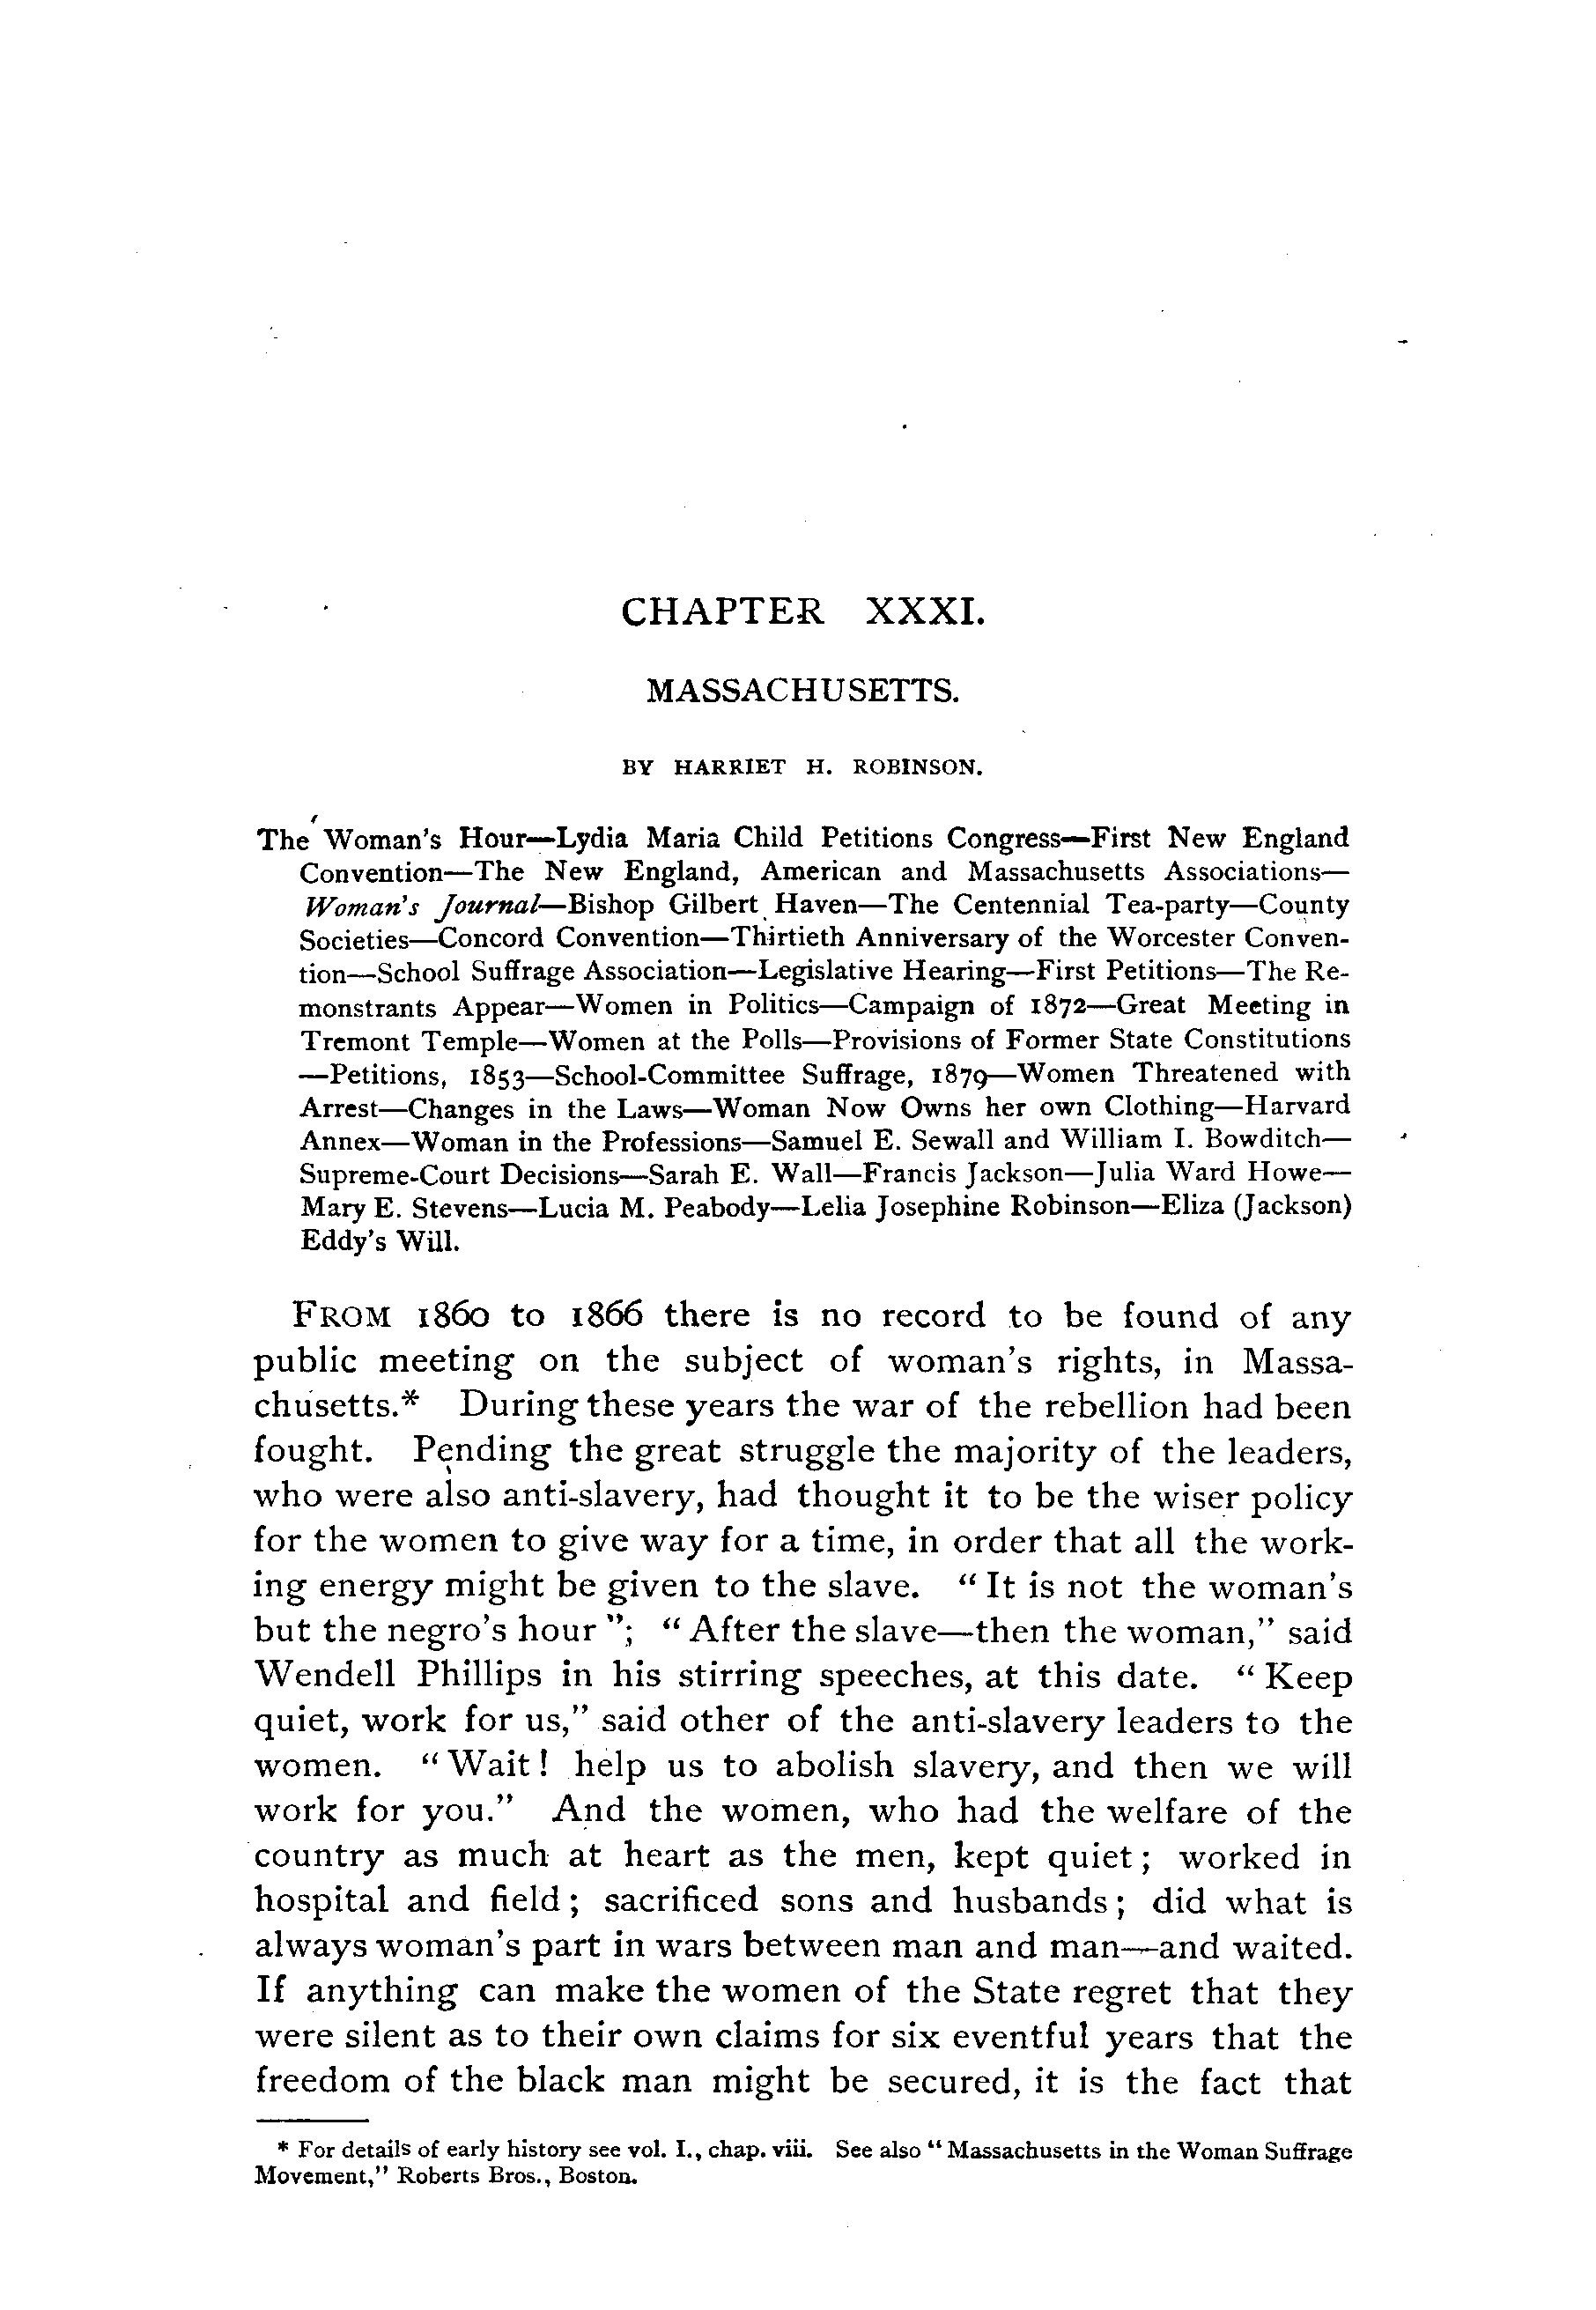 CHAPTER XXXI.
MASSACHUSETTS.
BY HARRIET H. ROBINSON.
The Woman's Hour—Lydia Maria Child Petitions Congress—First New England
Convention—The New England, American and Massachusetts Associations—
Woman's Journal—Bishop Gilbert Haven—The Centennial Tea-party—County
Societies—Concord Convention—Thirtieth Anniversary of the Worcester Conven-
tion—School Suffrage Association—Legislative Hearing—First Petitions—The Re-
monstrants Appear—Women in Politics—Campaign of 1872—Great Meeting in
Tremont Temple—Women at the Polls—Provisions of Former State Constitutions
—Petitions, 1853—School-Committee Suffrage, 1879—Women Threatened with
Arrest—Changes in the Laws—Woman Now Owns her own Clothing—Harvard
Annex—Woman in the Professions—Samuel E. Sewall and William I. Bowditch—
Supreme-Court Decisions—Sarah E. Wall—Francis Jackson—Julia Ward Howe—
Mary E. Stevens—Lucia M. Peabody—Lelia Josephine Robinson—Eliza (Jackson)
Eddy's Will.
FROM 1860 to 1866 there is no record to be found of any
public meeting on the subject of woman's rights, in Massa-
chusetts.* During these years the war of the rebellion had been
fought. Pending the great struggle the majority of the leaders,
who were also anti-slavery, had thought it to be the wiser policy
for the women to give way for a time, in order that all the work-
ing energy might be given to the slave. "It is not the woman's
but the negro's hour"; "After the slave—then the woman," said
Wendell Phillips in his stirring speeches, at this date. "Keep
quiet, work for us," said other of the anti-slavery leaders to the
women. "Wait! help us to abolish slavery, and then we will
work for you." And the women, who had the welfare of the
country as much at heart as the men, kept quiet; worked in
hospital and field; sacrificed sons and husbands; did what is
always woman's part in wars between man and man—and waited.
If anything can make the women of the State regret that they
were silent as to their own claims for six eventful years that the
freedom of the black man might be secured, it is the fact that
* For details of early history see vol. I., chap. viii. See also "Massachusetts in the Woman Suffrage
Movement," Roberts Bros., Boston.